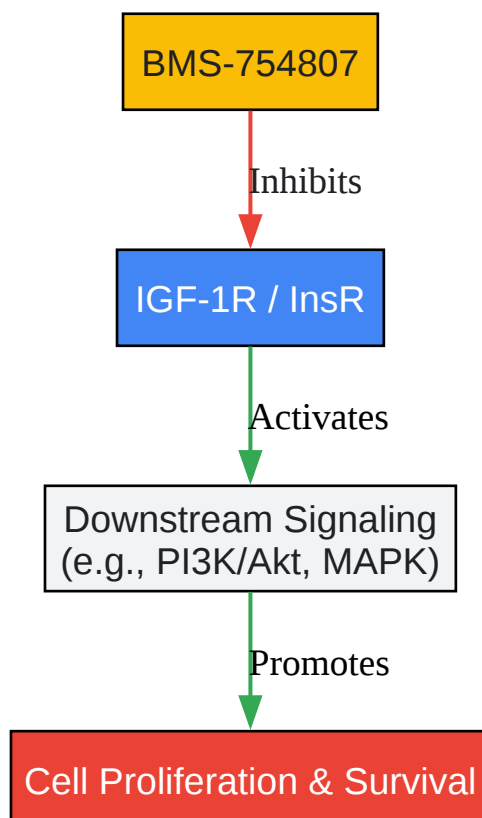 BMS-754807
Inhibits
IGF-1R / InsR
Activates
Downstream Signaling
(e.g., PI3K/Akt, MAPK)
Promotes
Cell Proliferation & Survival